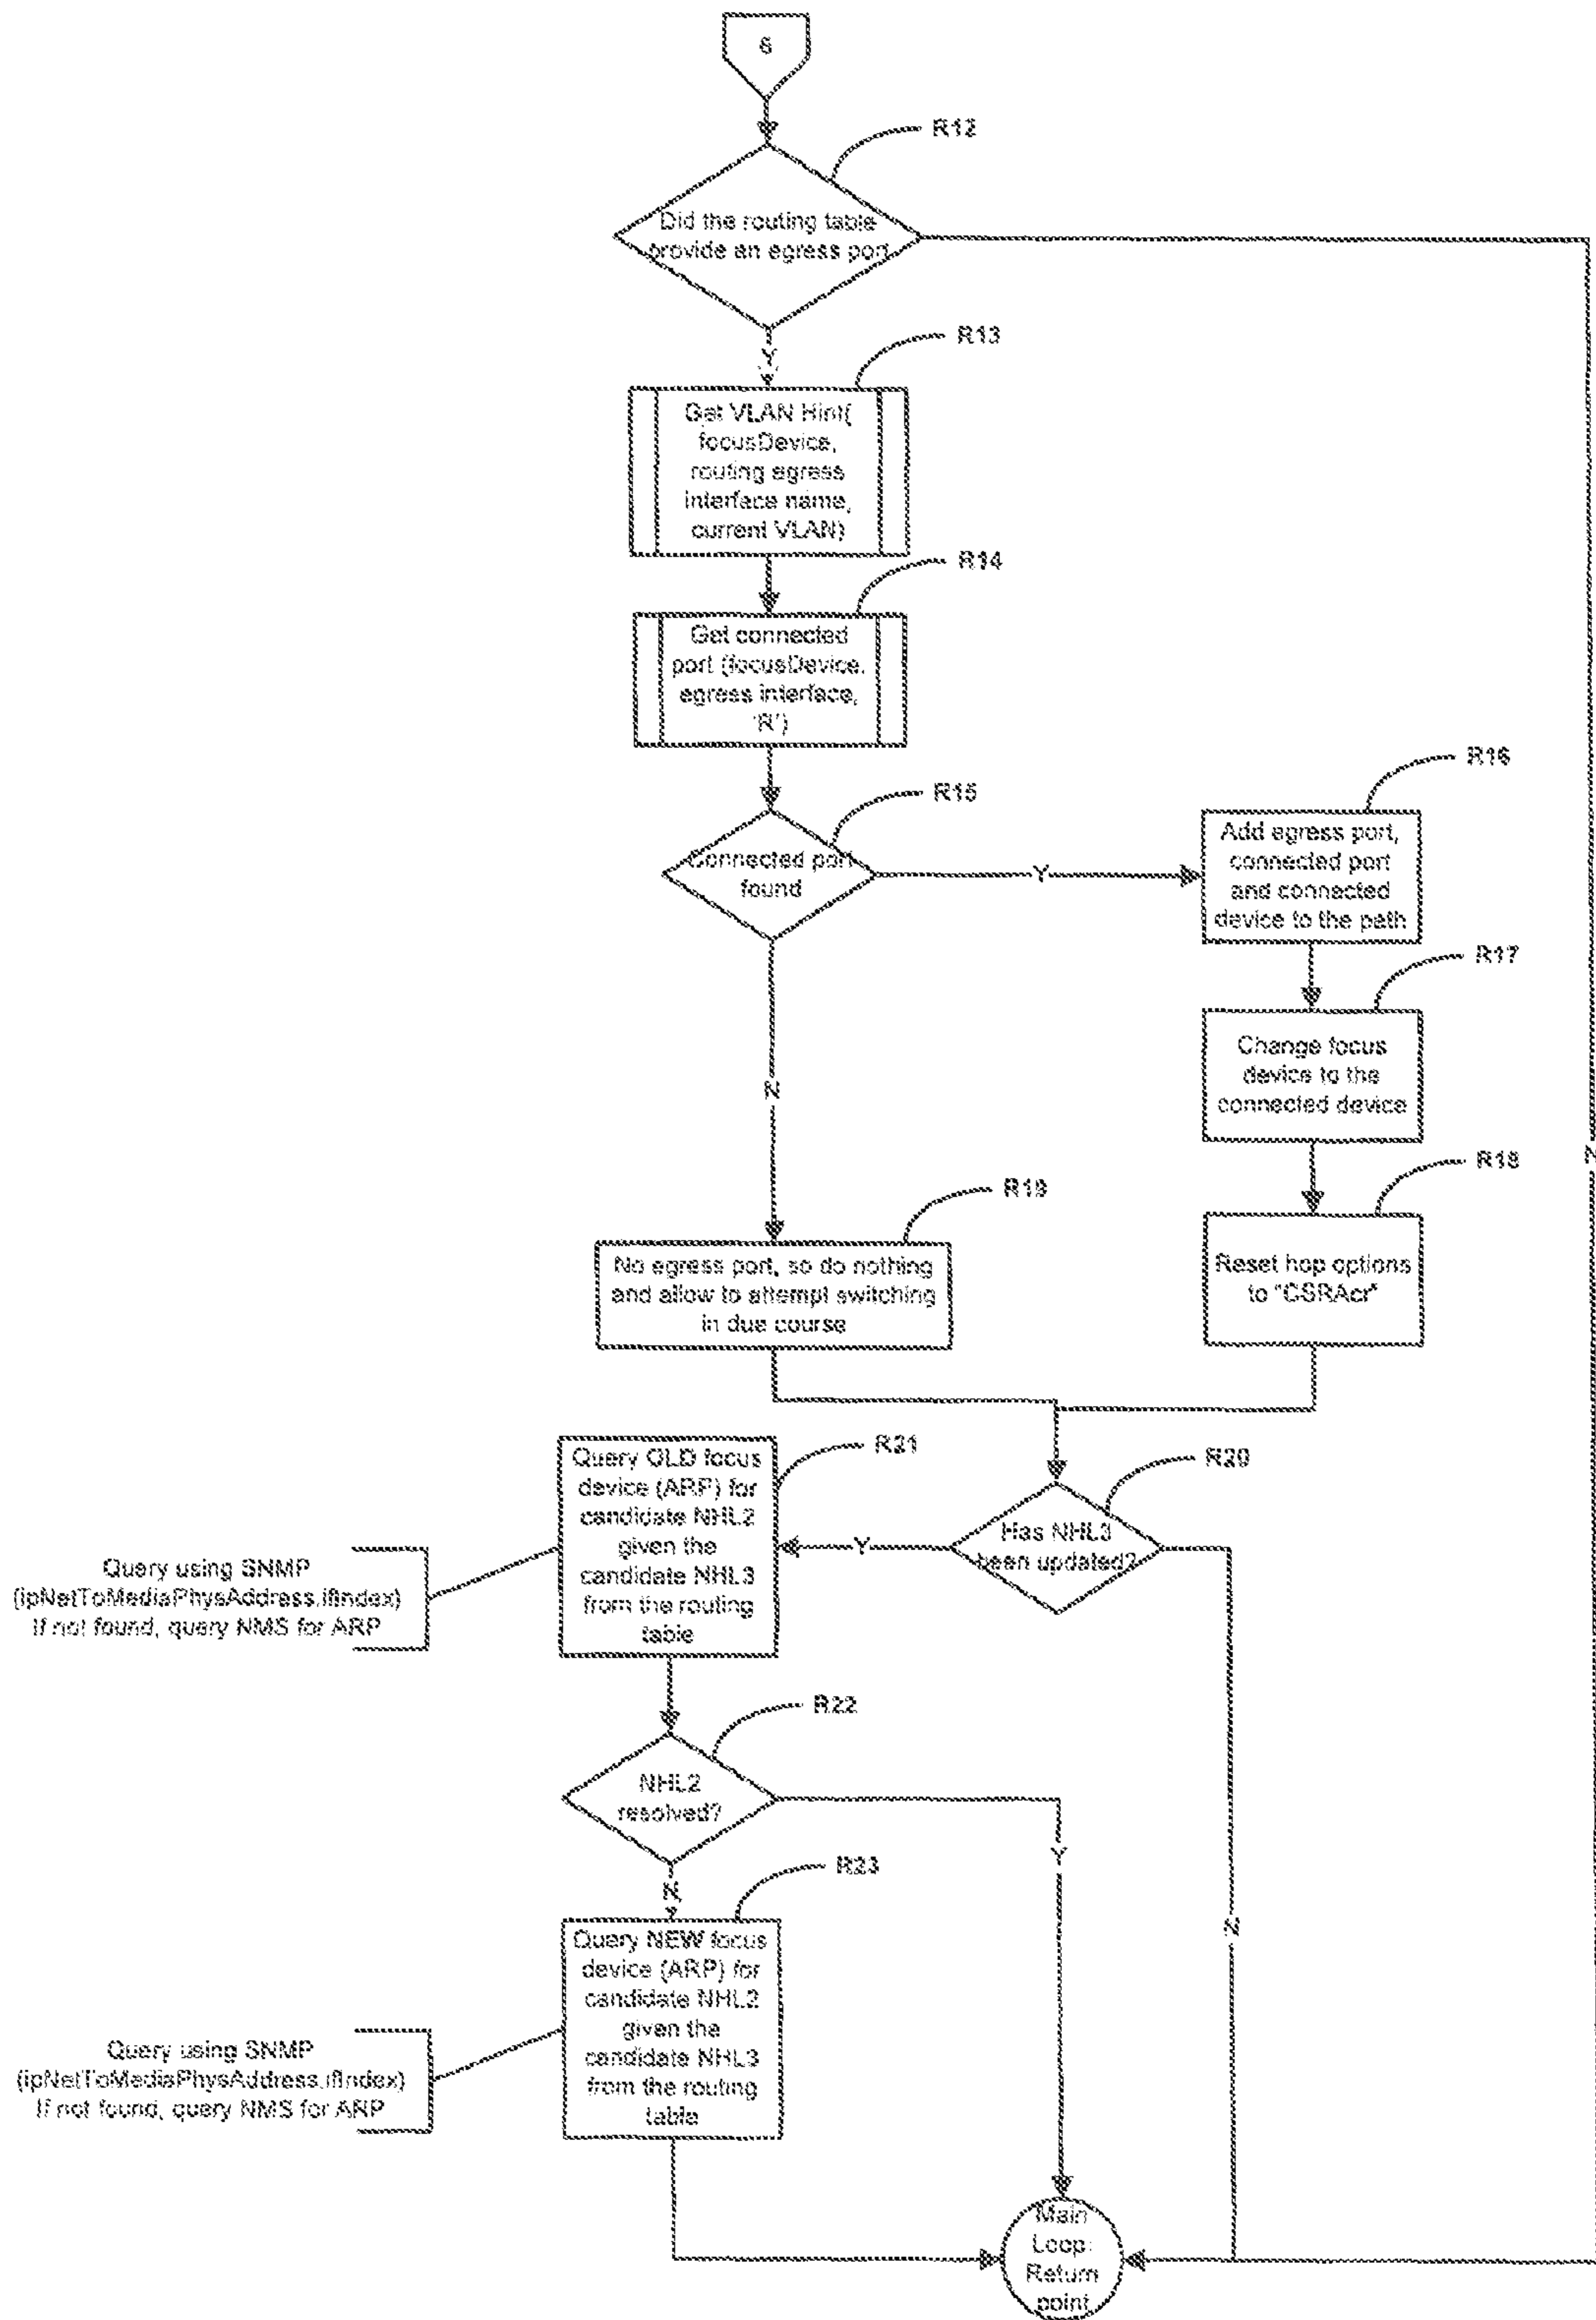 6
R12
Did the routing table
provide an egress port
Y
R13
Get VLAN Hint(
focusDevice,
routing egress
interface name,
current VLAN)
R14
Get connected
port (focusDevice,
egress interface,
'R')
R15
Connected port
found
Y
R16
Add egress port,
connected port
and connected
device to the path
R17
Change focus
device to the
connected device
N
N
R18
Reset hop options
to "CSRAcr"
R19
No egress port, so do nothing
and allow to attempt switching
in due course
R20
Has NHL3
been updated?
Y
R21
Query OLD focus
device (ARP) for
candidate NHL2
given the
candidate NHL3
from the routing
table
Query using SNMP
(ipNetToMediaPhysAddress.ifIndex)
If not found, query NMS for ARP
R22
NHL2
resolved?
Y
N
N
R23
Query NEW focus
device (ARP) for
candidate NHL2
given the
candidate NHL3
from the routing
table
Query using SNMP
(ipNetToMediaPhysAddress.ifIndex)
If not found, query NMS for ARP
Main
Loop:
Return
point